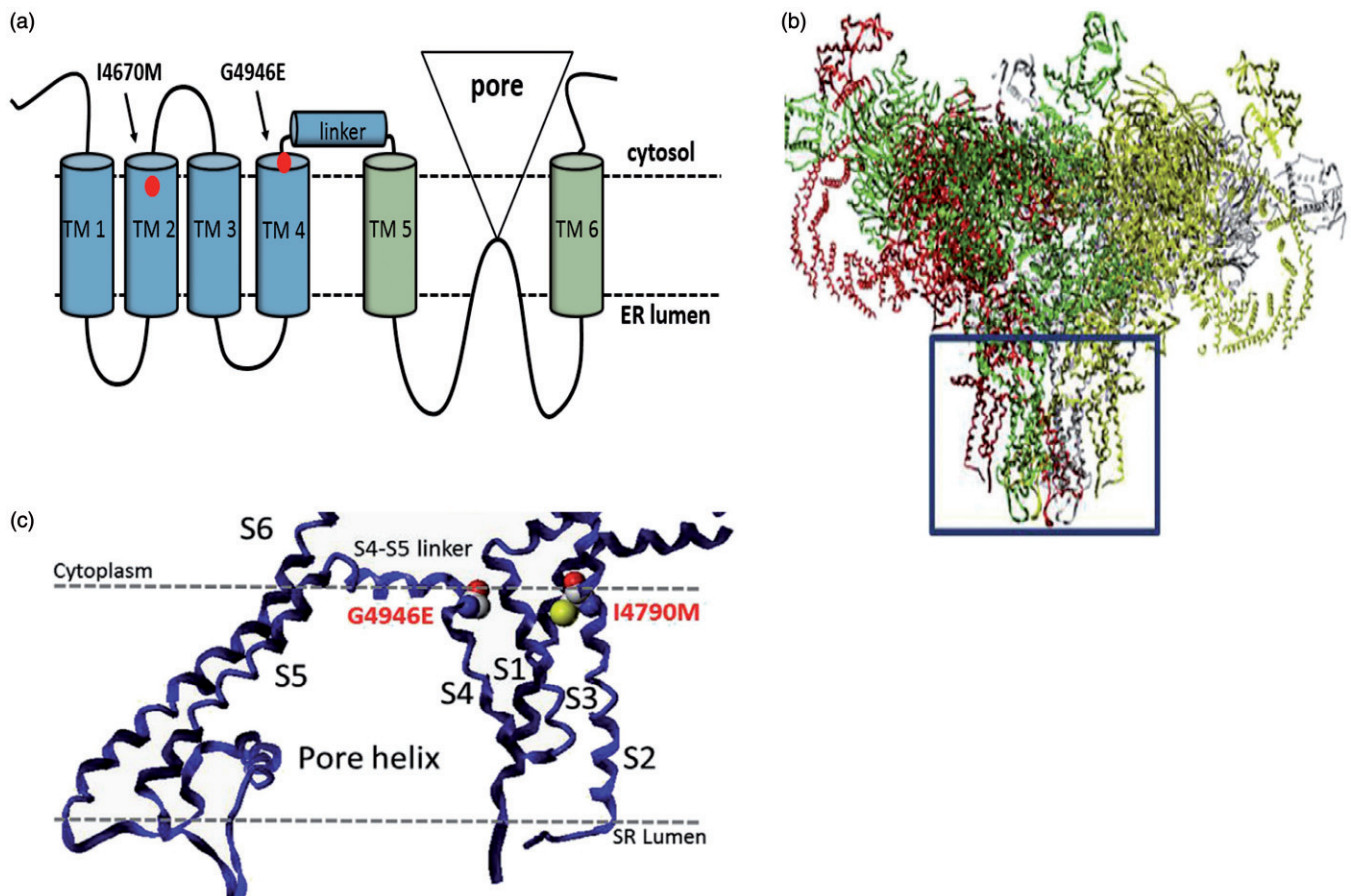 (a)
I4670M
G4946E
pore
linker
cytosol
TM 1
TM 2
TM 3
TM 4
TM 5
TM 6
ER lumen
(b)
(c)
S6
S4-S5 linker
Cytoplasm
G4946E
I4790M
S5
S4
S1
S3
S2
Pore helix
SR Lumen